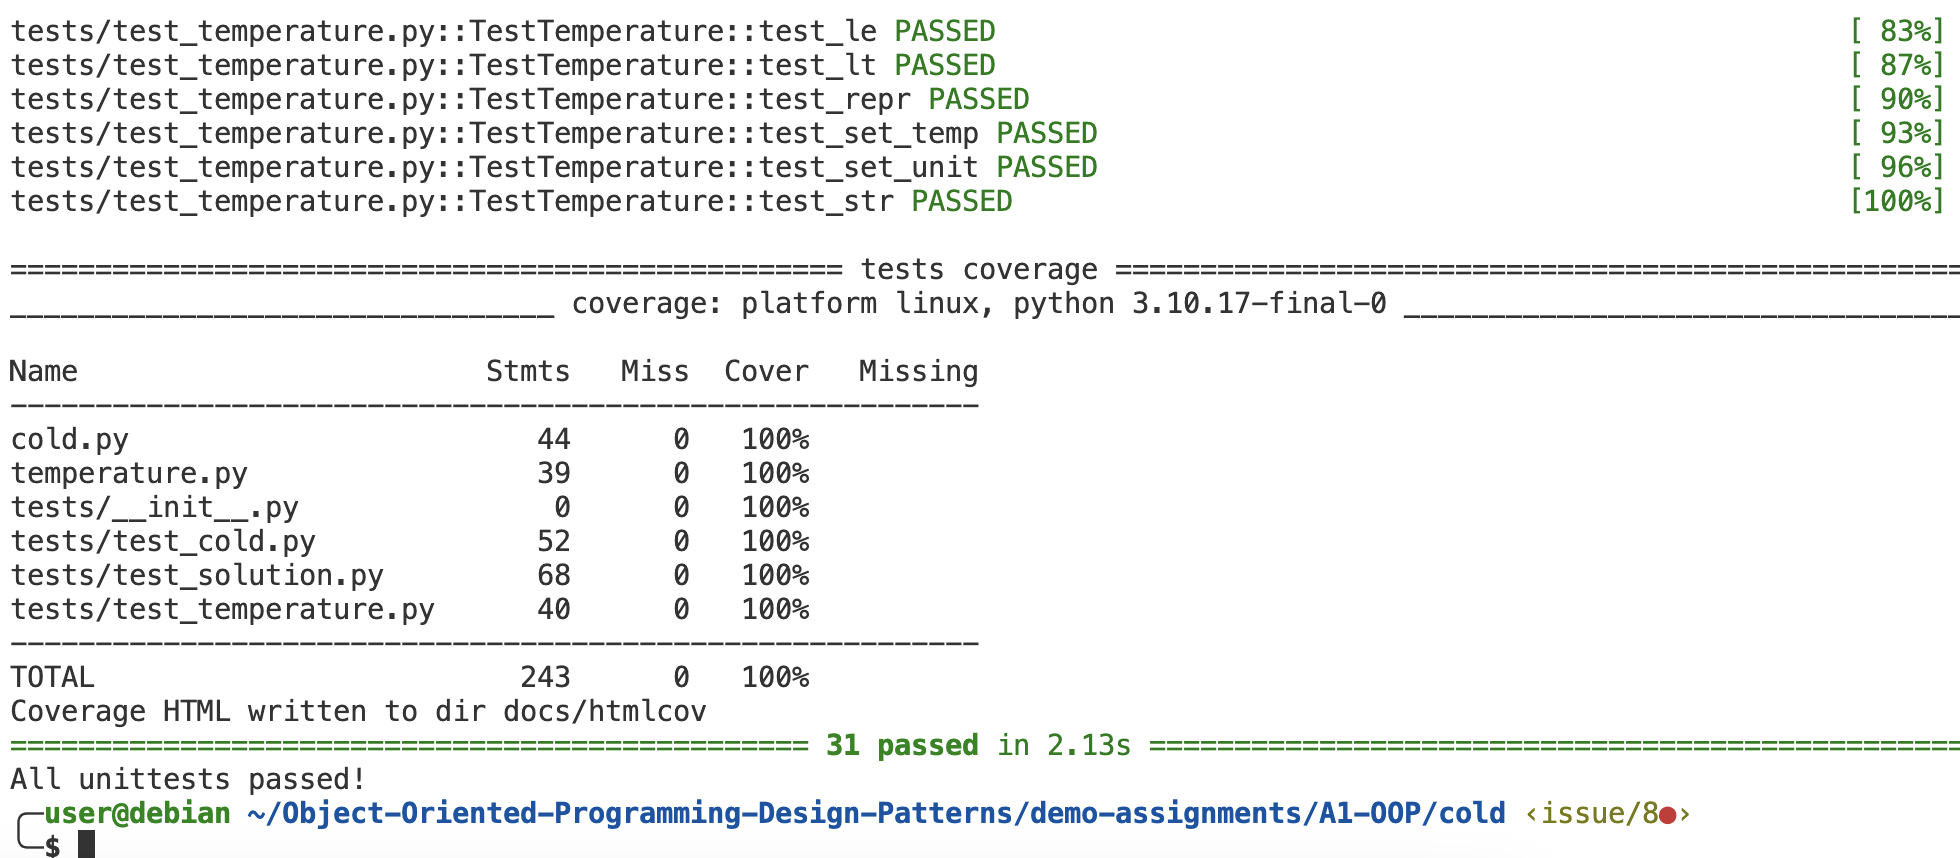 tests/test_temperature.py::TestTemperature::test_le PASSED [ 83%]
tests/test_temperature.py::TestTemperature::test_lt PASSED [ 87%]
tests/test_temperature.py::TestTemperature::test_repr PASSED [ 90%]
tests/test_temperature.py::TestTemperature::test_set_temp PASSED [ 93%]
tests/test_temperature.py::TestTemperature::test_set_unit PASSED [ 96%]
tests/test_temperature.py::TestTemperature::test_str PASSED [100%]
================================================= tests coverage ==================================================
________________________________ coverage: platform linux, python 3.10.17-final-0 _________________________________
Name Stmts Miss Cover Missing
---------------------------------------------------------
cold.py 44 0 100%
temperature.py 39 0 100%
tests/__init__.py 0 0 100%
tests/test_cold.py 52 0 100%
tests/test_solution.py 68 0 100%
tests/test_temperature.py 40 0 100%
---------------------------------------------------------
TOTAL 243 0 100%
Coverage HTML written to dir docs/htmlcov
=============================================== 31 passed in 2.13s ================================================
All unittests passed!
╭─user@debian ~/Object-Oriented-Programming-Design-Patterns/demo-assignments/A1-OOP/cold ‹issue/8●›
╰─$